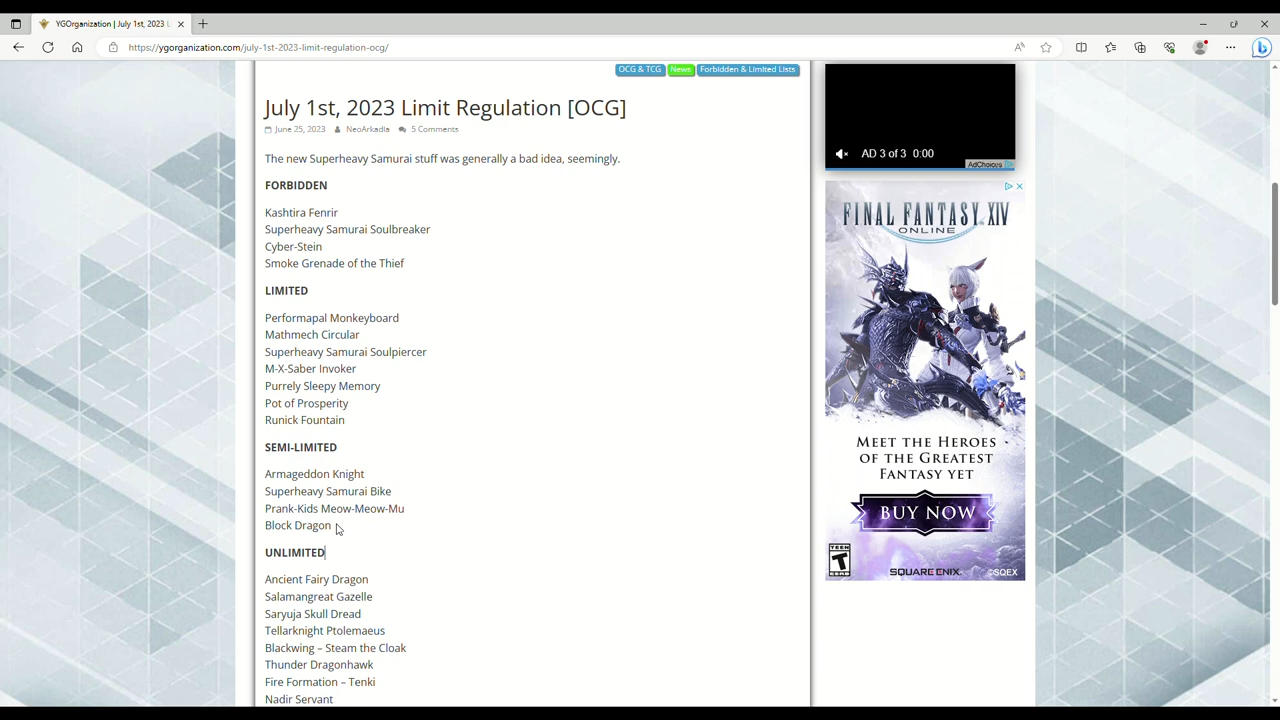 YGOrganization | July 1st, 2023 L
https://ygorganization.com/july-1st-2023-limit-regulation-ocg/
OCG & TCG
News
Forbidden & Limited Lists
July 1st, 2023 Limit Regulation [OCG]
June 25, 2023 NeoArkadia 5 Comments
The new Superheavy Samurai stuff was generally a bad idea, seemingly.
FORBIDDEN
Kashtira Fenrir
Superheavy Samurai Soulbreaker
Cyber-Stein
Smoke Grenade of the Thief
LIMITED
Performapal Monkeyboard
Mathmech Circular
Superheavy Samurai Soulpiercer
M-X-Saber Invoker
Purrely Sleepy Memory
Pot of Prosperity
Runick Fountain
SEMI-LIMITED
Armageddon Knight
Superheavy Samurai Bike
Prank-Kids Meow-Meow-Mu
Block Dragon
UNLIMITED
Ancient Fairy Dragon
Salamangreat Gazelle
Saryuja Skull Dread
Tellarknight Ptolemaeus
Blackwing – Steam the Cloak
Thunder Dragonhawk
Fire Formation – Tenki
Nadir Servant
AD 3 of 3 0:00
AdChoices
FINAL FANTASY XIV
ONLINE
MEET THE HEROES
OF THE GREATEST
FANTASY YET
BUY NOW
TEEN
T
ESRB
SQUARE ENIX.
©SQEX